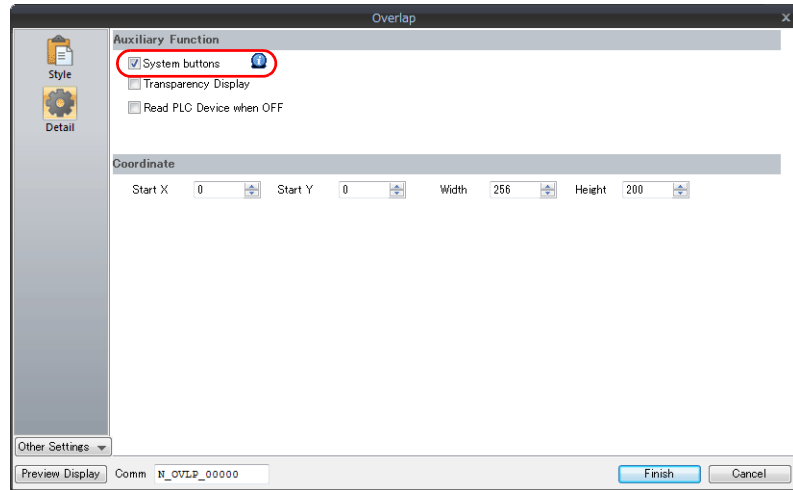 Overlap x
Auxiliary Function
System buttons i
Style
Transparency Display
Read PLC Device when OFF
Detail
Coordinate
Start X 0 Start Y 0 Width 256 Height 200
Other Settings
Preview Display Comm N_OVLP_00000 Finish Cancel